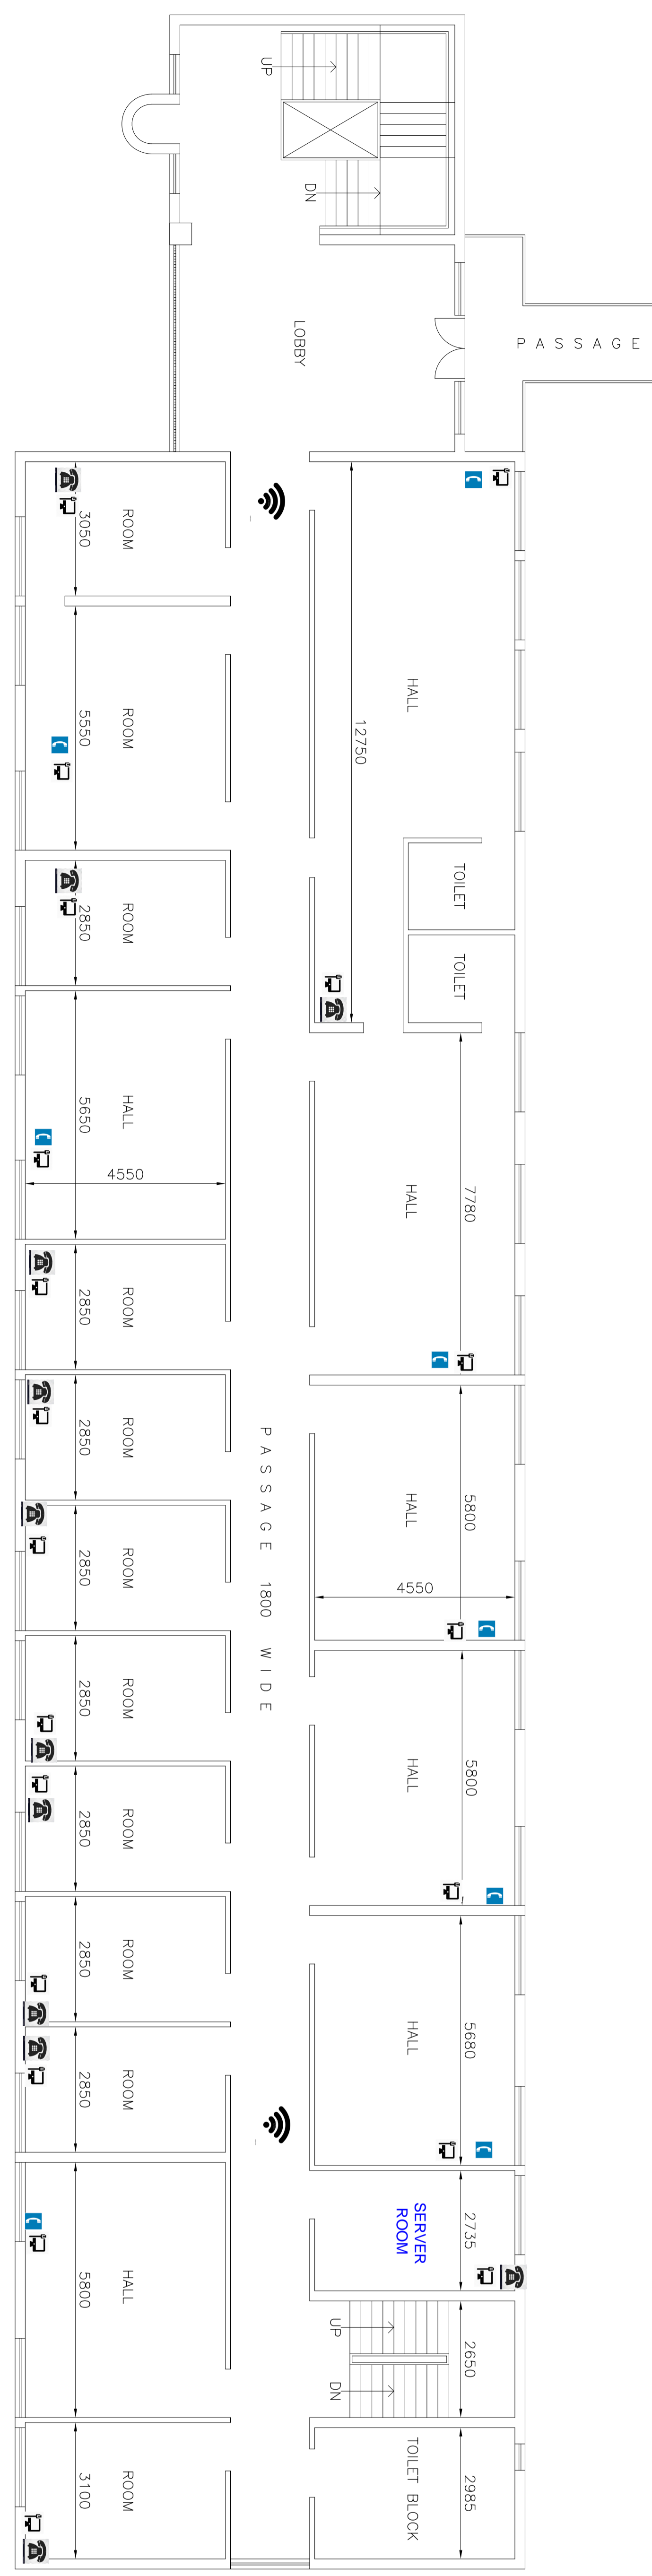 UP
DN
LOBBY
PASSAGE
ROOM
3050
HALL
12750
ROOM
5550
TOILET
ROOM
2850
TOILET
HALL
5650
4550
HALL
7780
ROOM
2850
ROOM
2850
HALL
5800
4550
PASSAGE 1800 WIDE
ROOM
2850
ROOM
2850
HALL
5800
ROOM
2850
ROOM
2850
HALL
5680
ROOM
2850
SERVER
ROOM
2735
HALL
5800
UP
DN
2650
ROOM
3100
TOILET BLOCK
2985